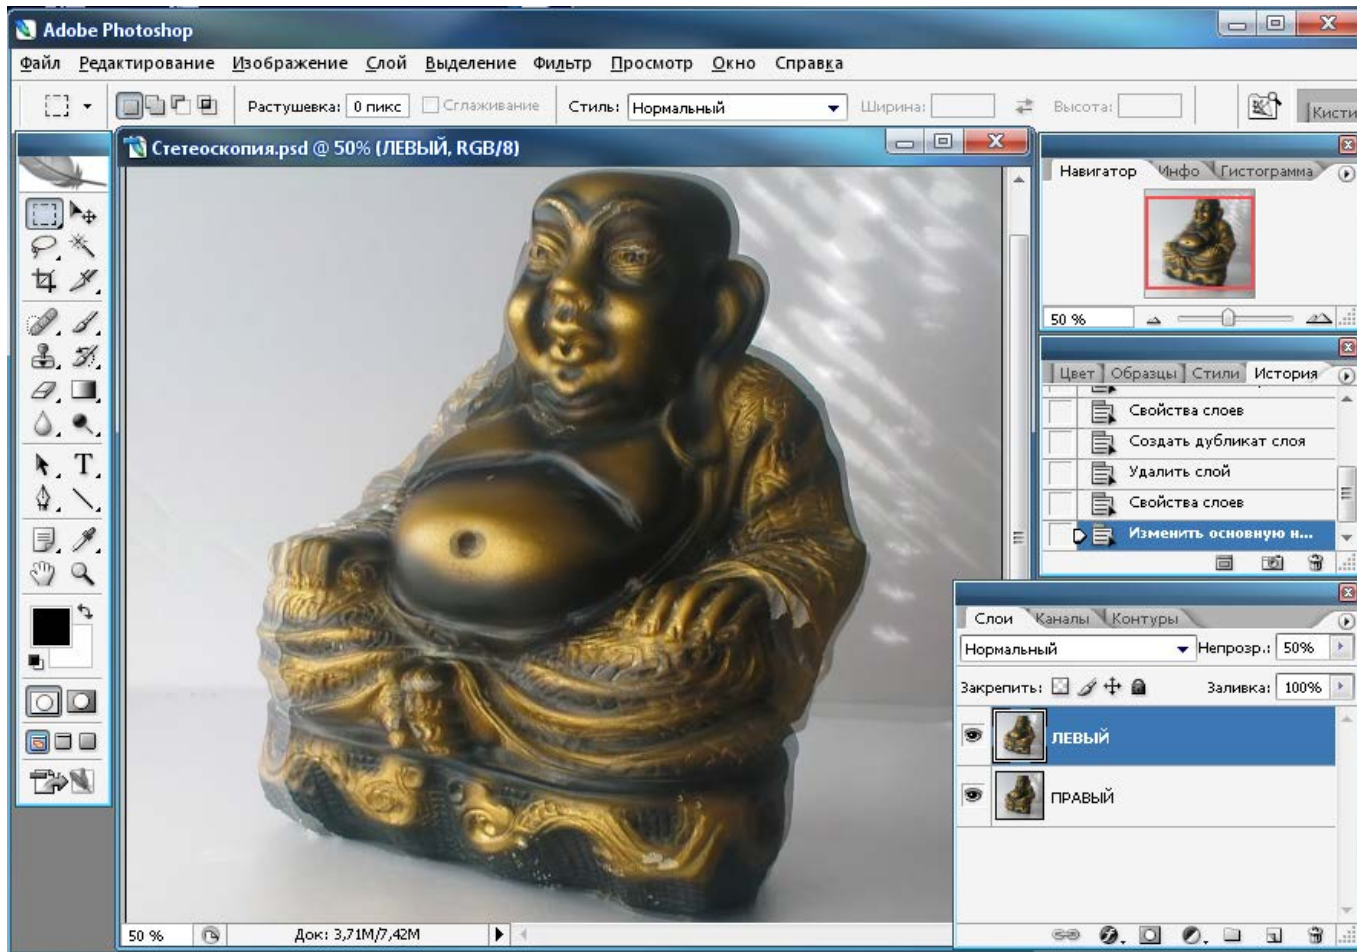 Adobe Photoshop
Файл Редактирование Изображение Слой Выделение Фильтр Просмотр Окно Справка
Растушевка: 0 пикс Сглаживание Стиль: Нормальный Ширина: Высота: Кисти
Стетеоскопия.psd @ 50% (ЛЕВЫЙ, RGB/8)
Навигатор Инфо Гистограмма
50 %
Цвет Образцы Стили История
Свойства слоев
Создать дубликат слоя
Удалить слой
Свойства слоев
Изменить основную н...
Слои Каналы Контуры
Нормальный Непрозр.: 50%
Закрепить: Заливка: 100%
ЛЕВЫЙ
ПРАВЫЙ
50 % Док: 3,71M/7,42M